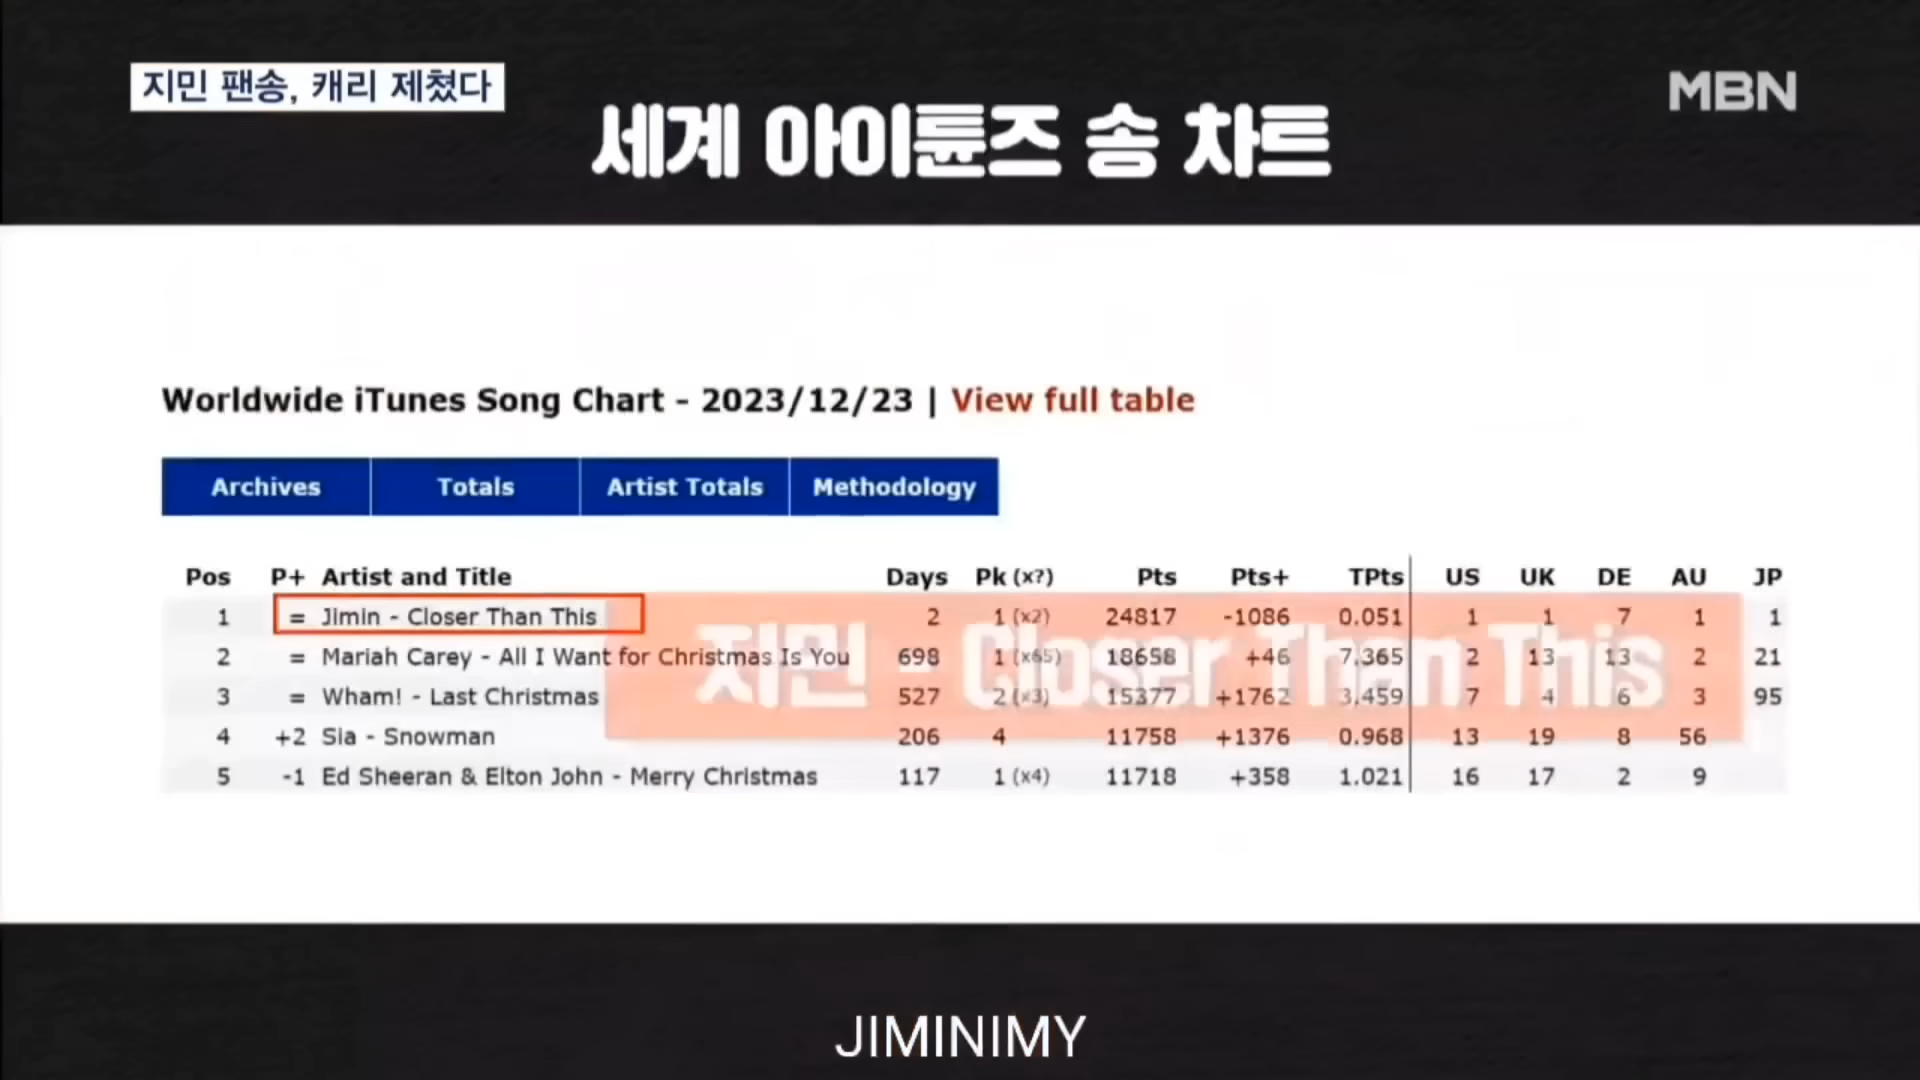 지민 팬송, 캐리 제쳤다
MBN
세계 아이튠즈 송 차트
Worldwide iTunes Song Chart - 2023/12/23 | View full table
Archives Totals Artist Totals Methodology
Pos P+ Artist and Title Days Pk (x?) Pts Pts+ TPts US UK DE AU JP
1 = Jimin - Closer Than This 2 1 (x2) 24817 -1086 0.051 1 1 7 1 1
2 = Mariah Carey - All I Want for Christmas Is You 698 1 (x65) 18658 +46 7.365 2 13 13 2 21
3 = Wham! - Last Christmas 527 2 (x3) 15377 +1762 3.459 7 4 6 3 95
지민 - Closer Than This
4 +2 Sia - Snowman 206 4 11758 +1376 0.968 13 19 8 56
5 -1 Ed Sheeran & Elton John - Merry Christmas 117 1 (x4) 11718 +358 1.021 16 17 2 9
JIMINIMY